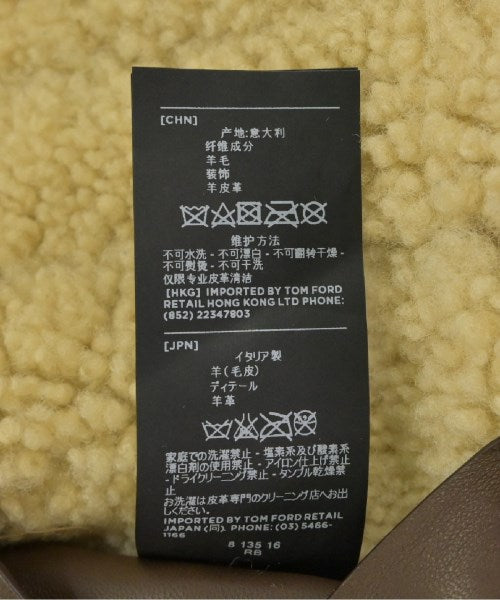 [CHN]
产地:意大利
纤维成分
羊毛
装饰
羊皮革
维护方法
不可水洗 - 不可漂白 - 不可翻转干燥 -
不可熨烫 - 不可干洗
仅限专业皮革清洁
[HKG] IMPORTED BY TOM FORD
RETAIL HONG KONG LTD PHONE:
(852) 22347803
[JPN]
イタリア製
羊(毛皮)
ディテール
羊革
家庭での洗濯禁止 - 塩素系及び酸素系
漂白剤の使用禁止 - アイロン仕上げ禁止
- ドライクリーニング禁止 - タンブル乾燥禁
止
お洗濯は皮革専門のクリーニング店へお出
しください。
IMPORTED BY TOM FORD RETAIL
JAPAN (同). PHONE: (03) 5466-
1166
8 135 16
RB